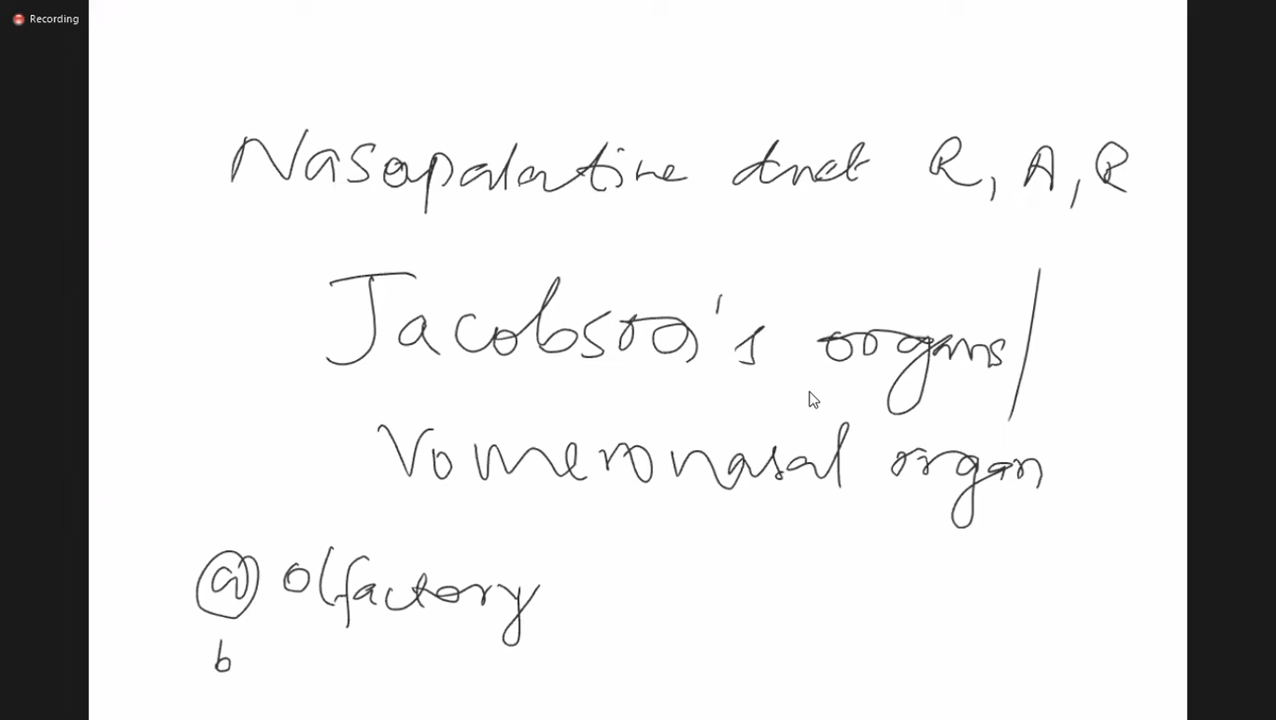 Recording
Nasopalatine duct R, A, R
Jacobson's organs/
Vomeronasal organ
(a) olfactory
b